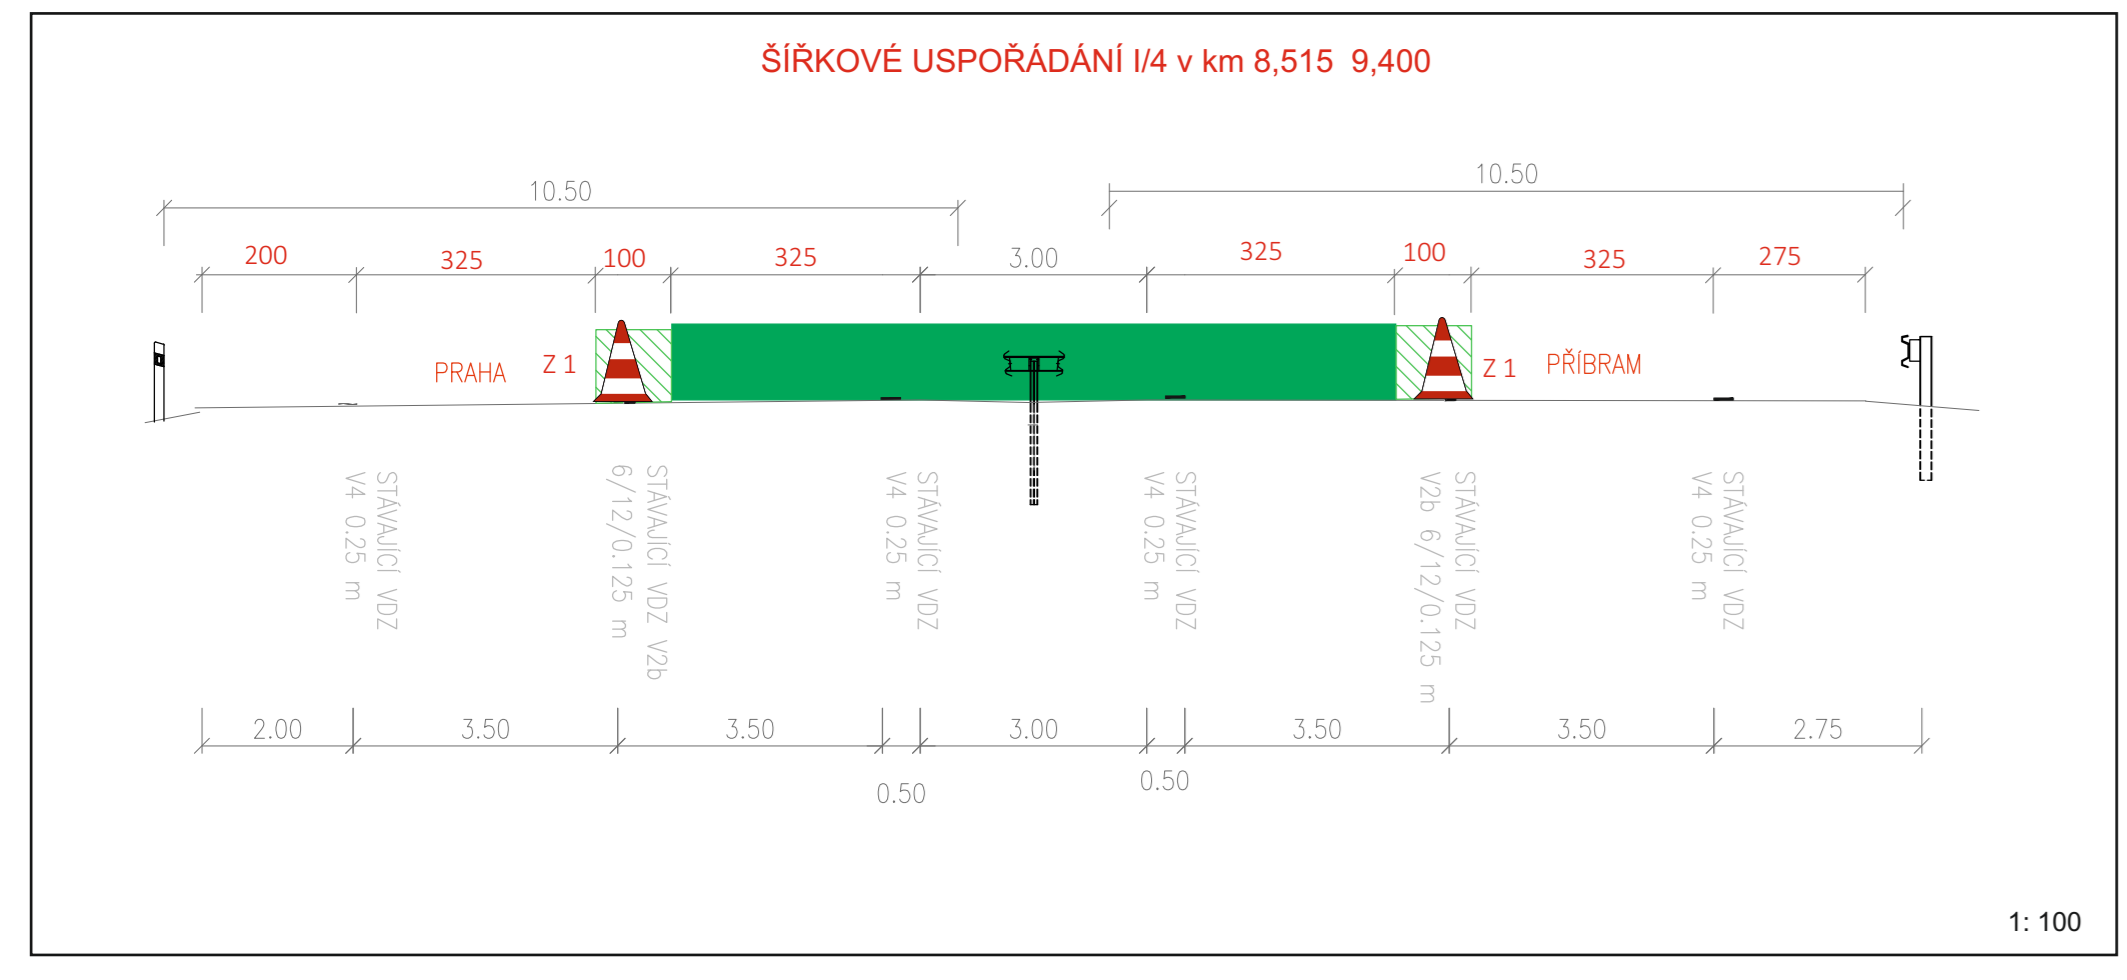 ŠÍŘKOVÉ USPOŘÁDÁNÍ I/4 v km 8,515 9,400
10.50
10.50
200
325
100
325
3.00
325
100
325
275
PRAHA
Z 1
Z 1
PŘÍBRAM
STÁVAJÍCÍ VDZ
V4 0.25 m
STÁVAJÍCÍ VDZ V2b
6/12/0.125 m
STÁVAJÍCÍ VDZ
V4 0.25 m
STÁVAJÍCÍ VDZ
V4 0.25 m
STÁVAJÍCÍ VDZ
V2b 6/12/0.125 m
STÁVAJÍCÍ VDZ
V4 0.25 m
2.00
3.50
3.50
3.00
3.50
3.50
2.75
0.50
0.50
1: 100